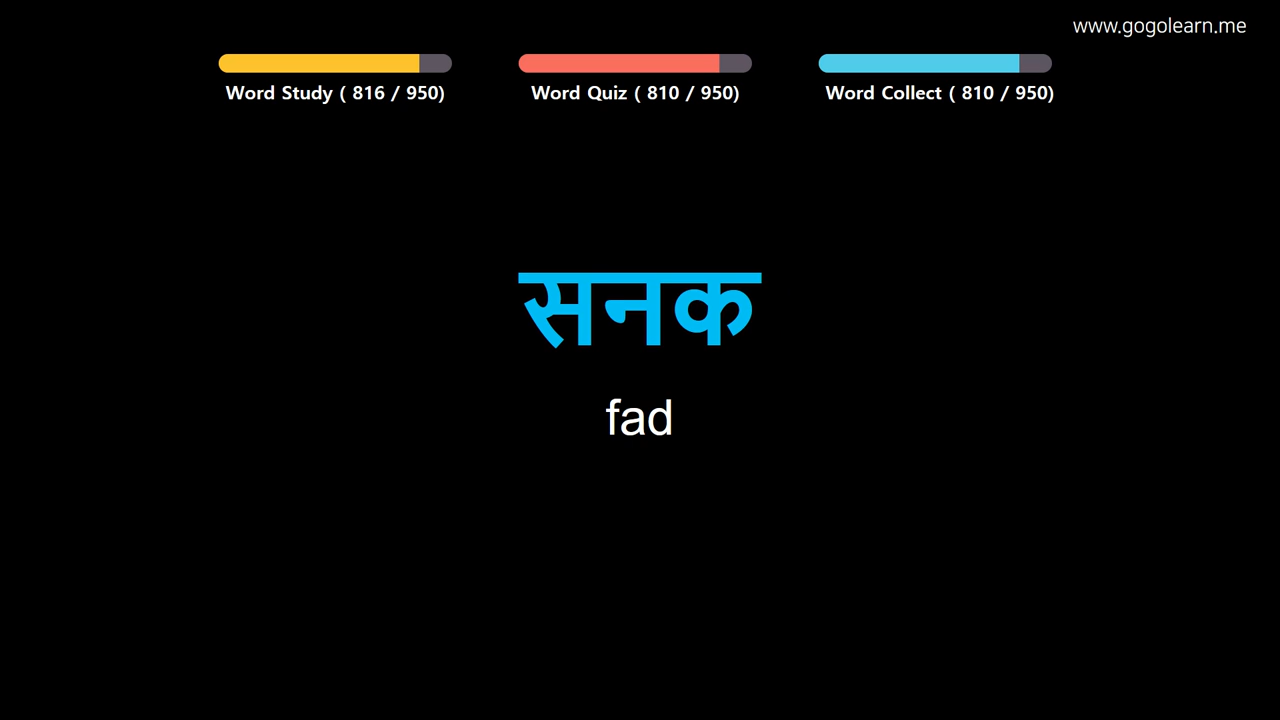 www.gogolearn.me
Word Study ( 816 / 950)
Word Quiz ( 810 / 950)
Word Collect ( 810 / 950)
सनक
fad